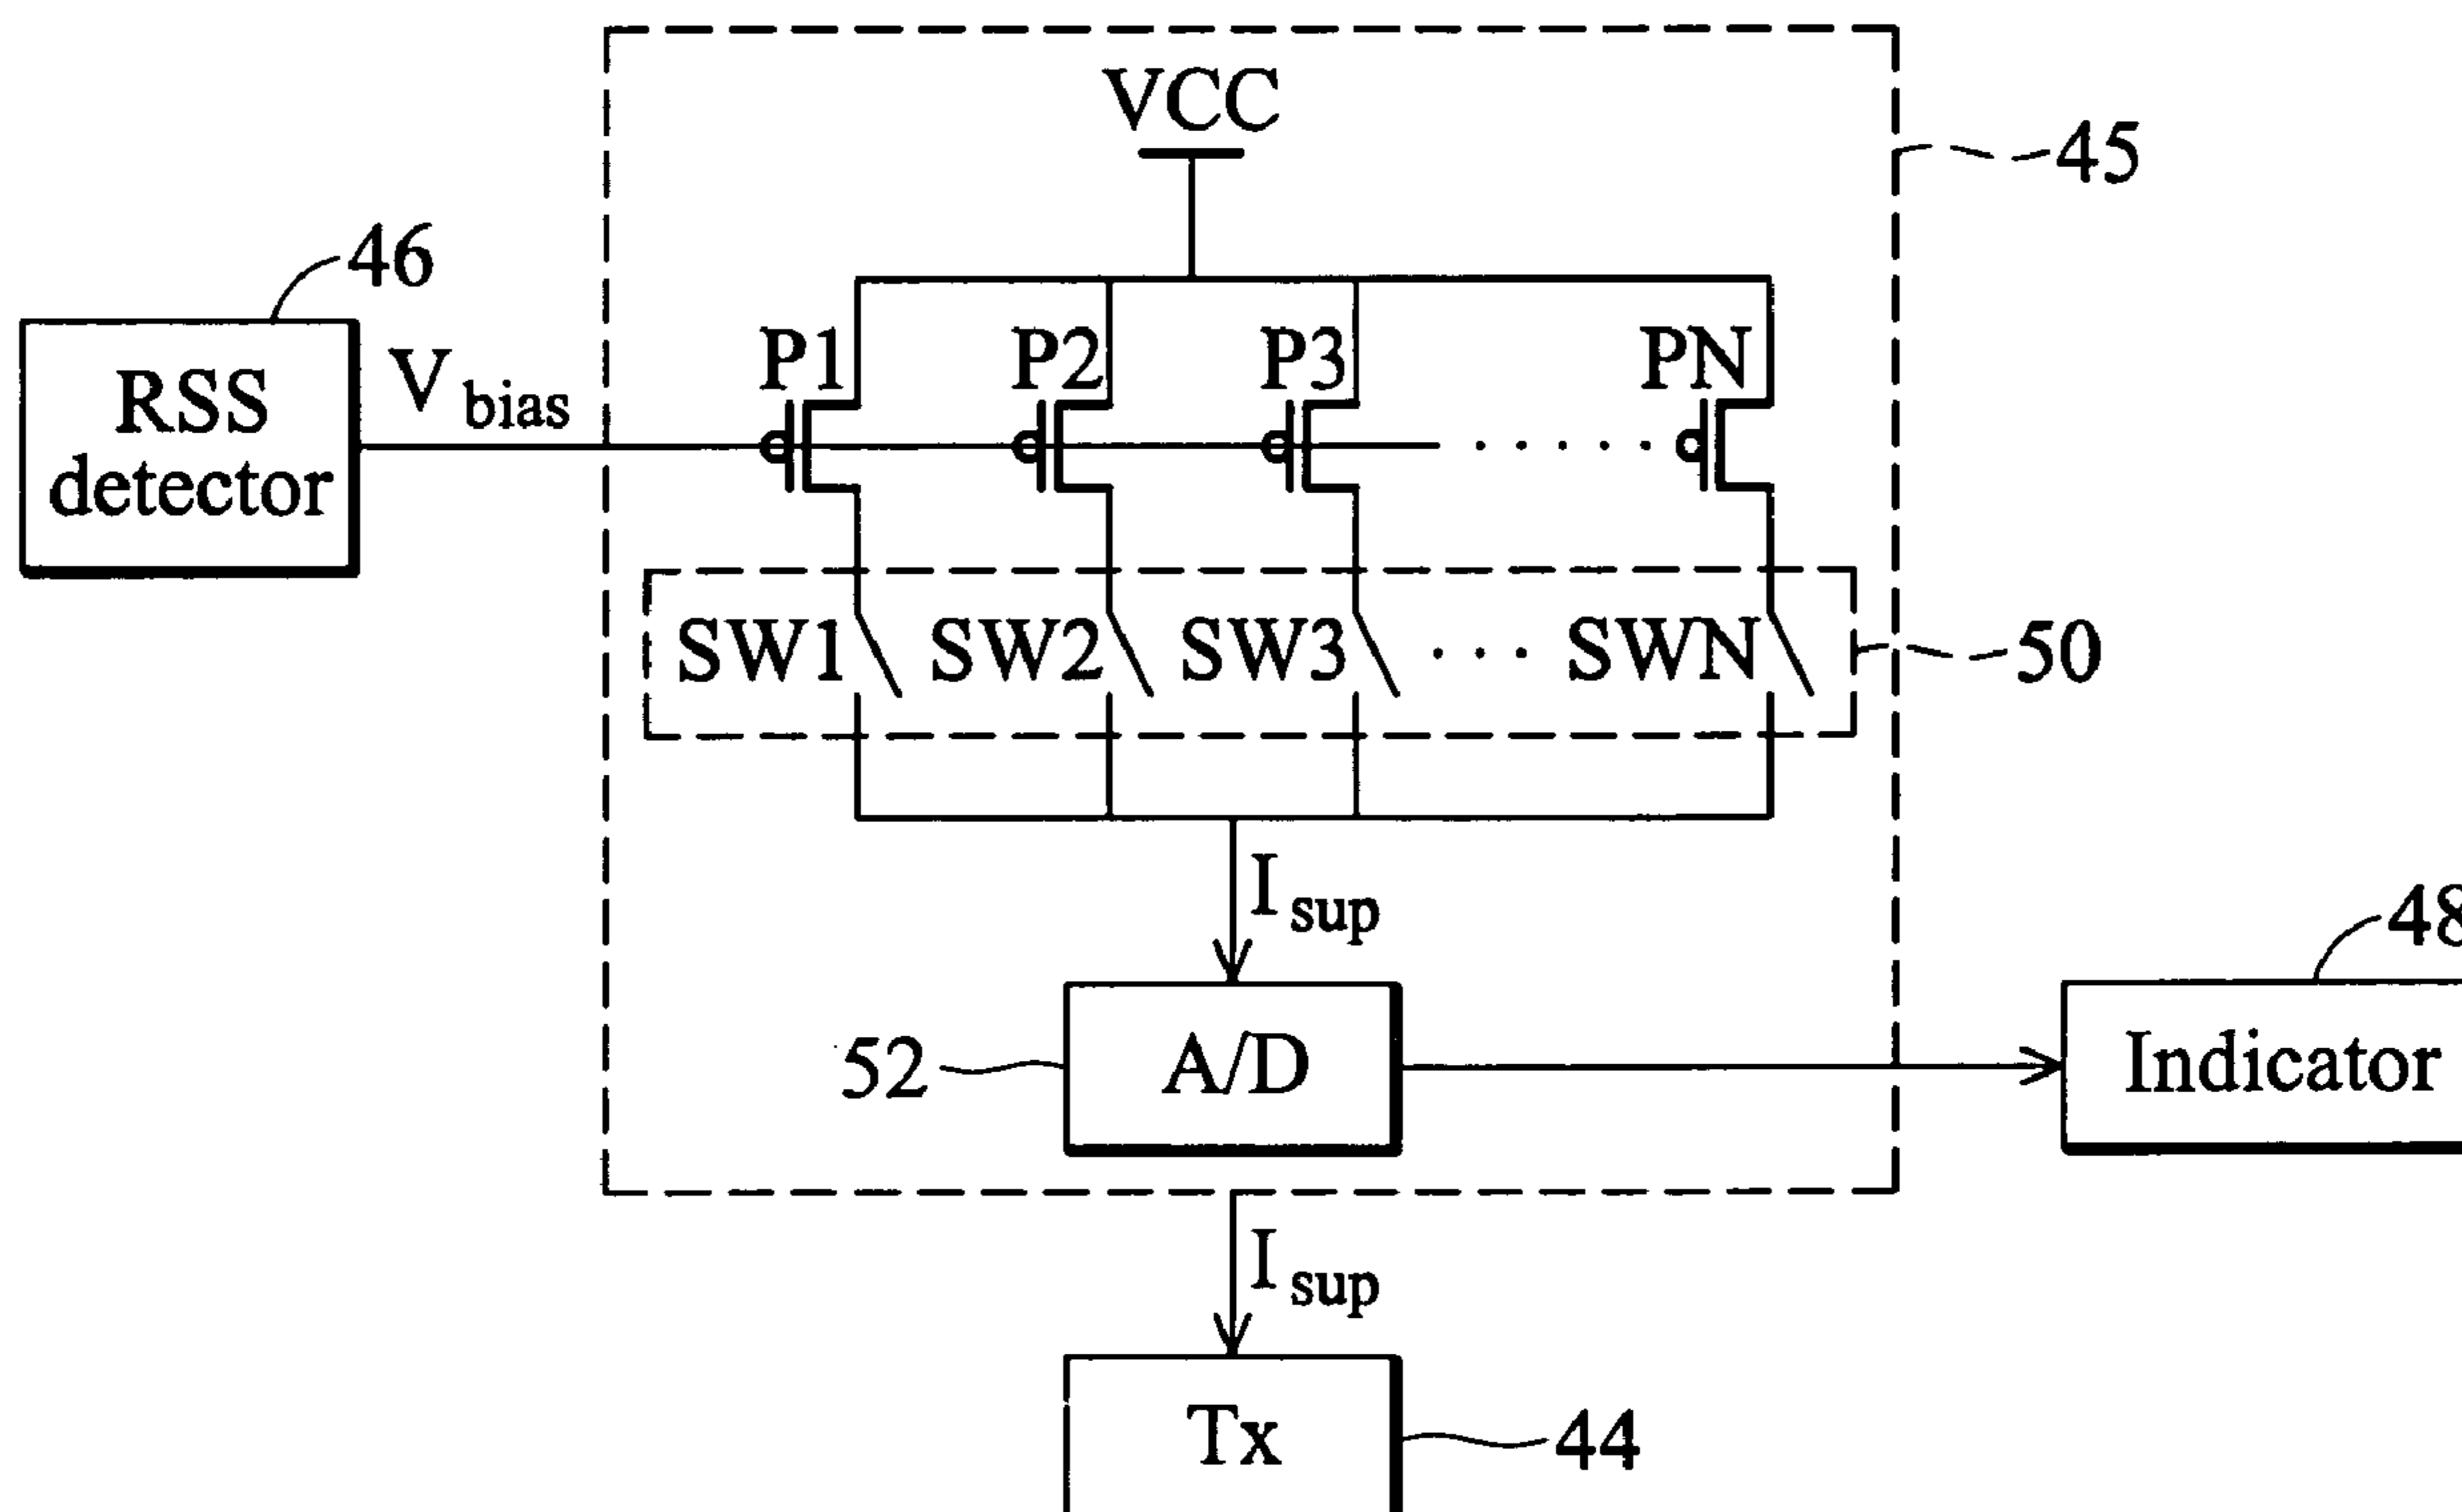 VCC
45
46
RSS
detector
V bias
P1 P2 P3 PN
SW1 SW2 SW3 ... SWN
50
I sup
48
52
A/D
Indicator
I sup
Tx
44